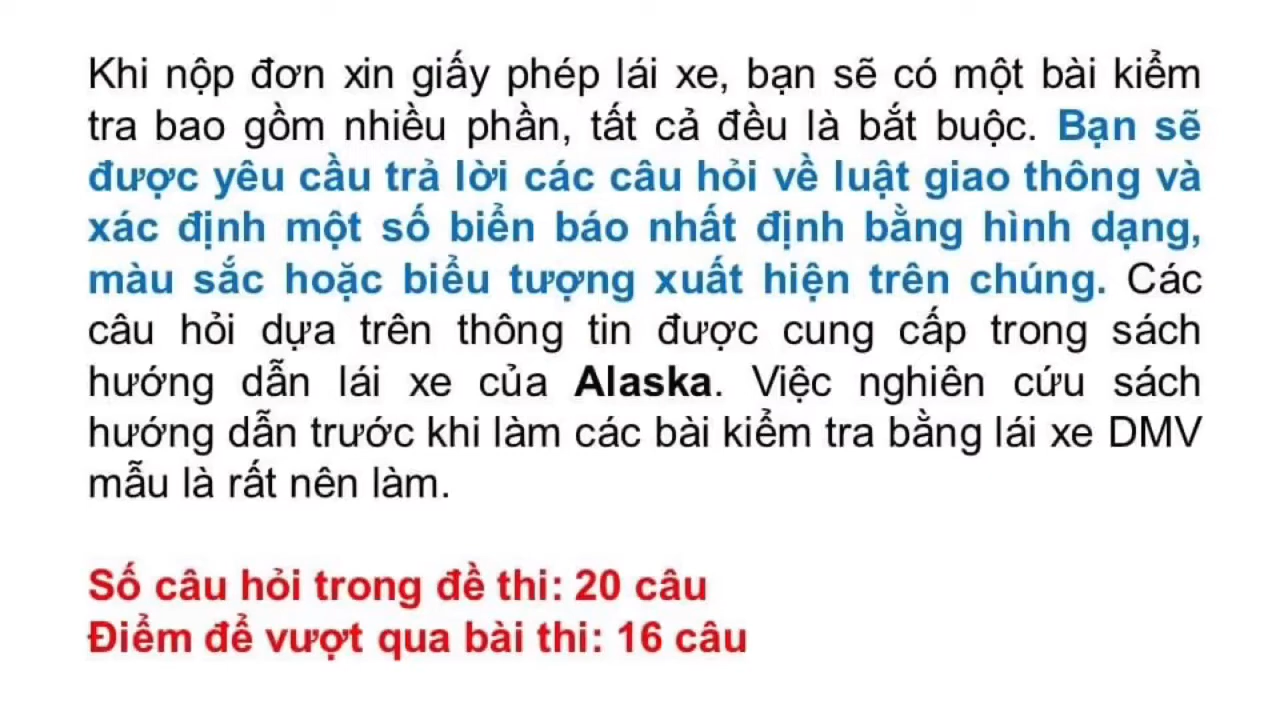 Khi nộp đơn xin giấy phép lái xe, bạn sẽ có một bài kiểm
tra bao gồm nhiều phần, tất cả đều là bắt buộc. Bạn sẽ
được yêu cầu trả lời các câu hỏi về luật giao thông và
xác định một số biển báo nhất định bằng hình dạng,
màu sắc hoặc biểu tượng xuất hiện trên chúng. Các
câu hỏi dựa trên thông tin được cung cấp trong sách
hướng dẫn lái xe của Alaska. Việc nghiên cứu sách
hướng dẫn trước khi làm các bài kiểm tra bằng lái xe DMV
mẫu là rất nên làm.
Số câu hỏi trong đề thi: 20 câu
Điểm để vượt qua bài thi: 16 câu